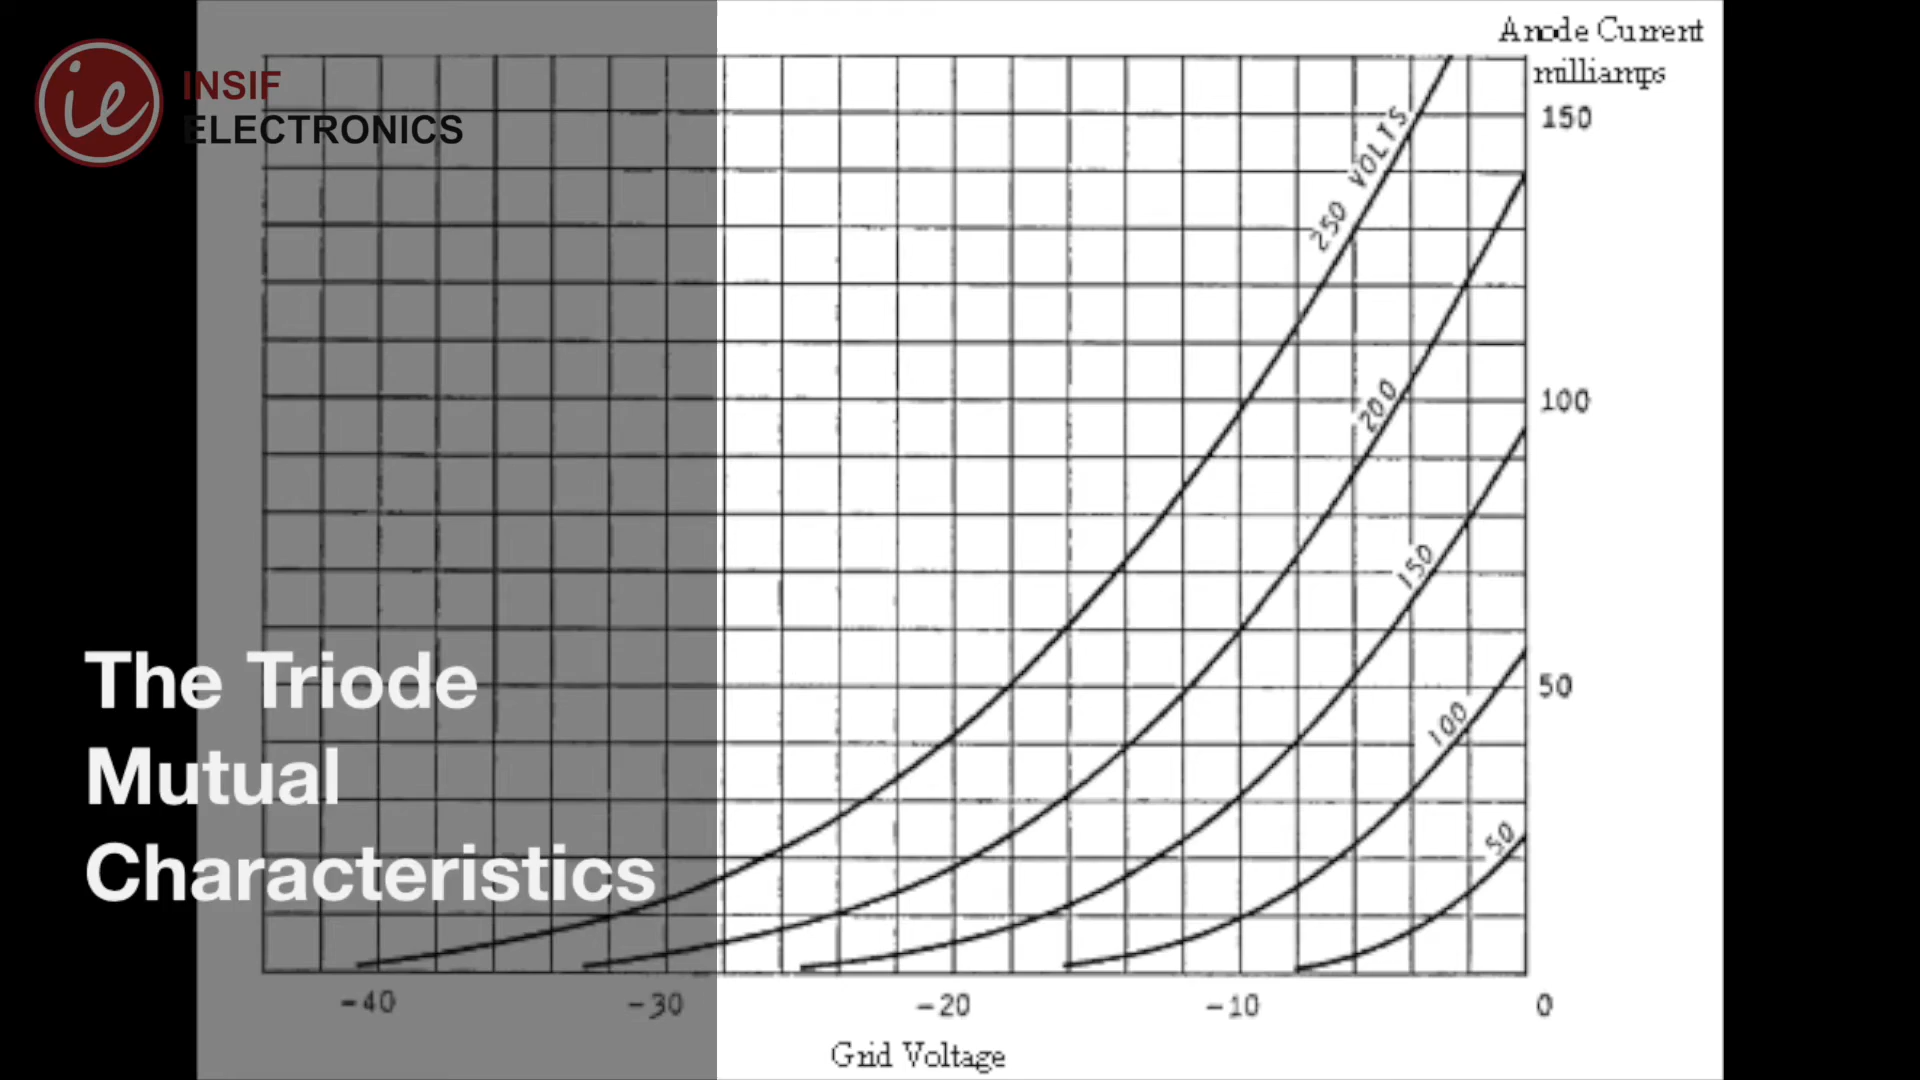 ie
INSIF
ELECTRONICS
Anode Current
milliamps
150
100
50
250 VOLTS
200
150
100
50
The Triode
Mutual
Characteristics
-40
-30
-20
-10
0
Grid Voltage